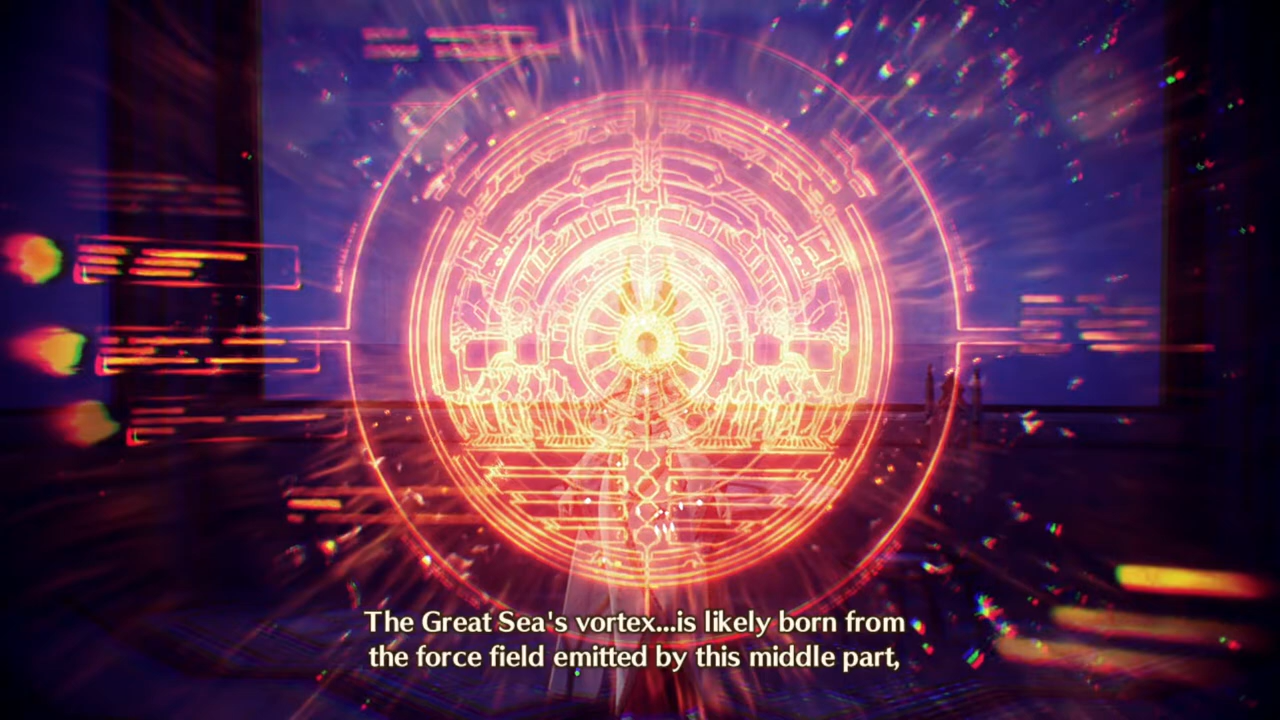 The Great Sea's vortex...is likely born from
the force field emitted by this middle part,